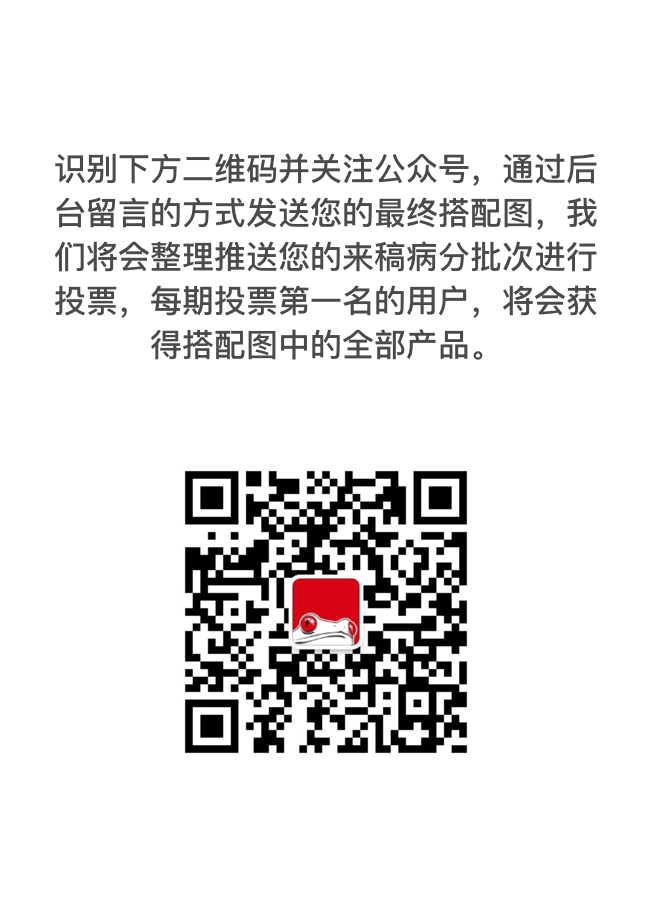 识别下方二维码并关注公众号，通过后
台留言的方式发送您的最终搭配图，我
们将会整理推送您的来稿病分批次进行
投票，每期投票第一名的用户，将会获
得搭配图中的全部产品。